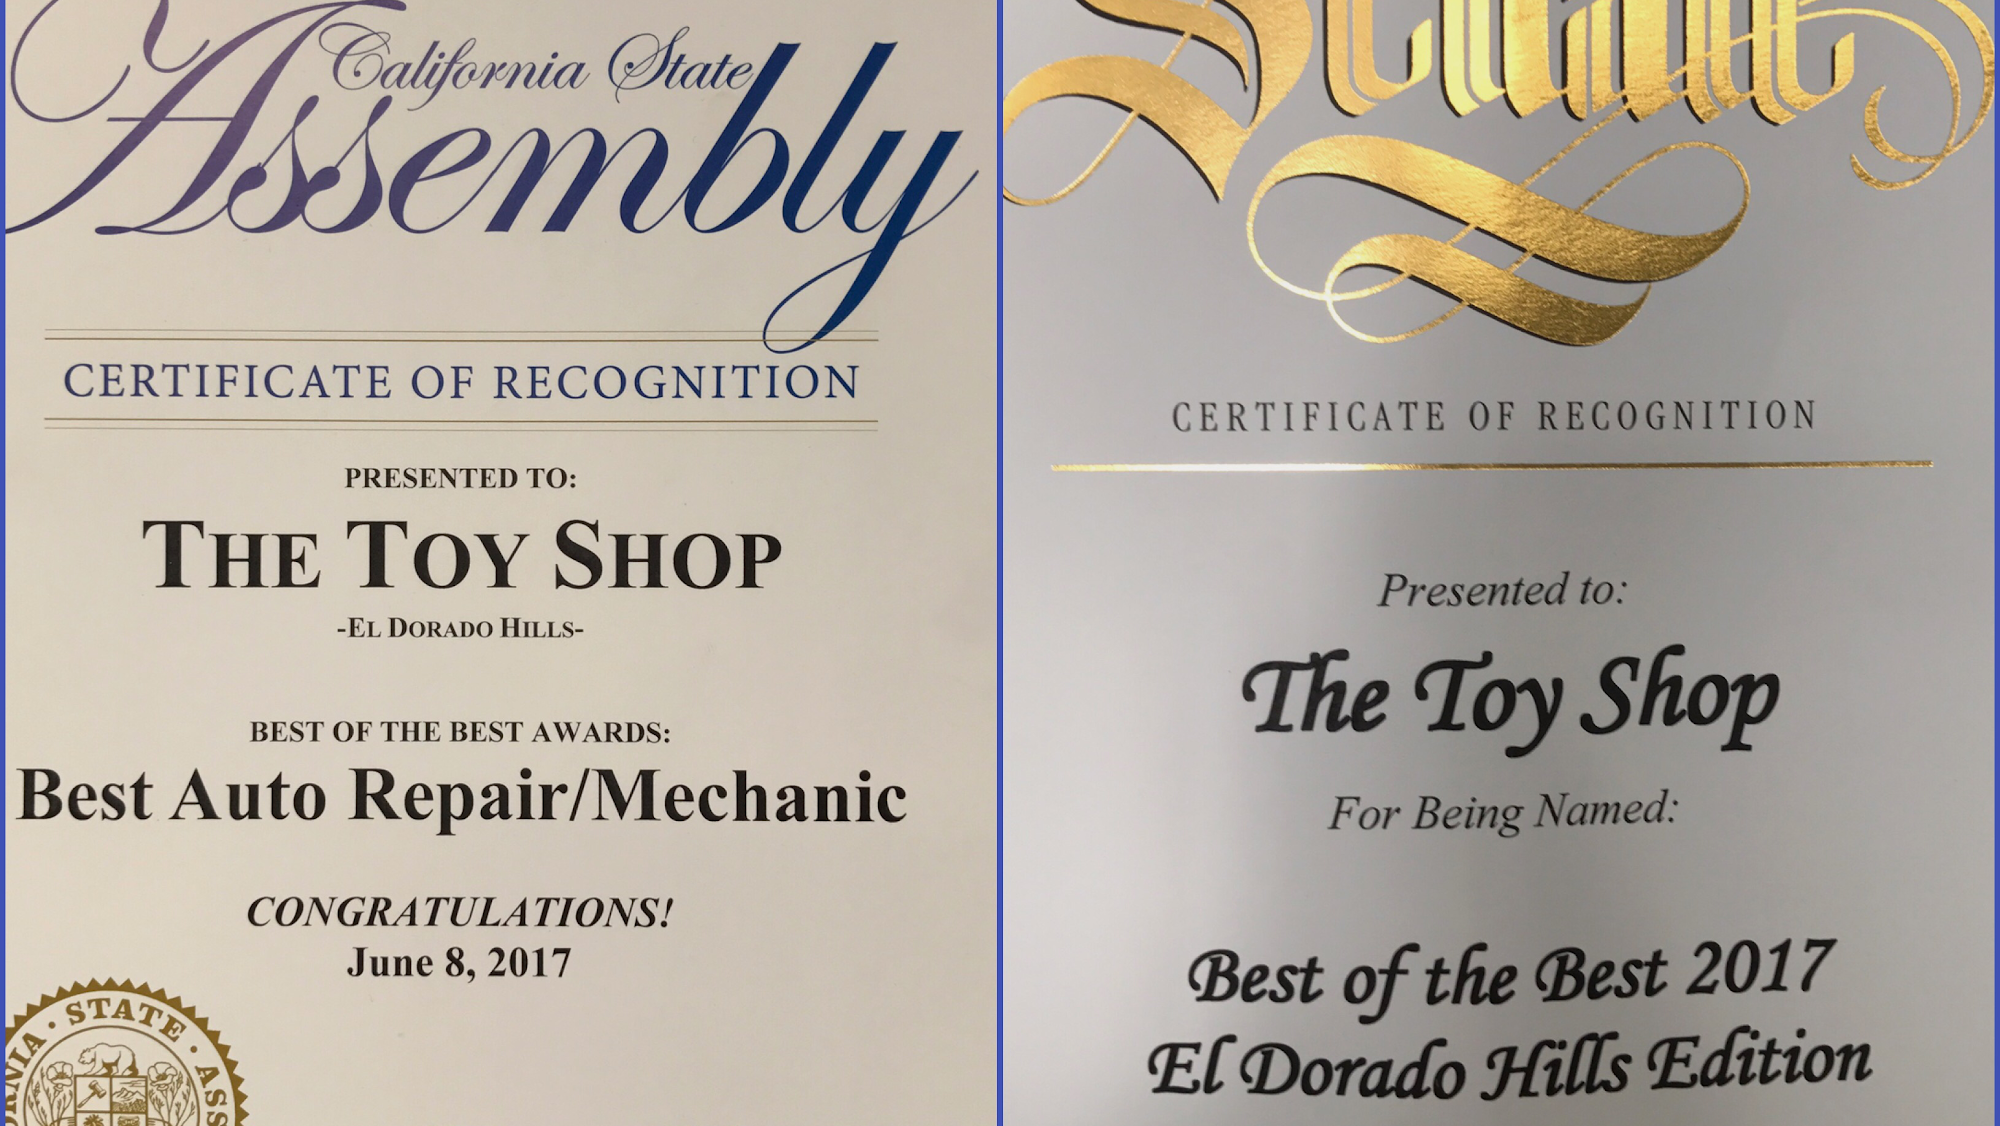 California State
Assembly
CERTIFICATE OF RECOGNITION
PRESENTED TO:
THE TOY SHOP
-EL DORADO HILLS-
BEST OF THE BEST AWARDS:
Best Auto Repair/Mechanic
CONGRATULATIONS!
June 8, 2017
STATE
Senate
CERTIFICATE OF RECOGNITION
Presented to:
The Toy Shop
For Being Named:
Best of the Best 2017
El Dorado Hills Edition